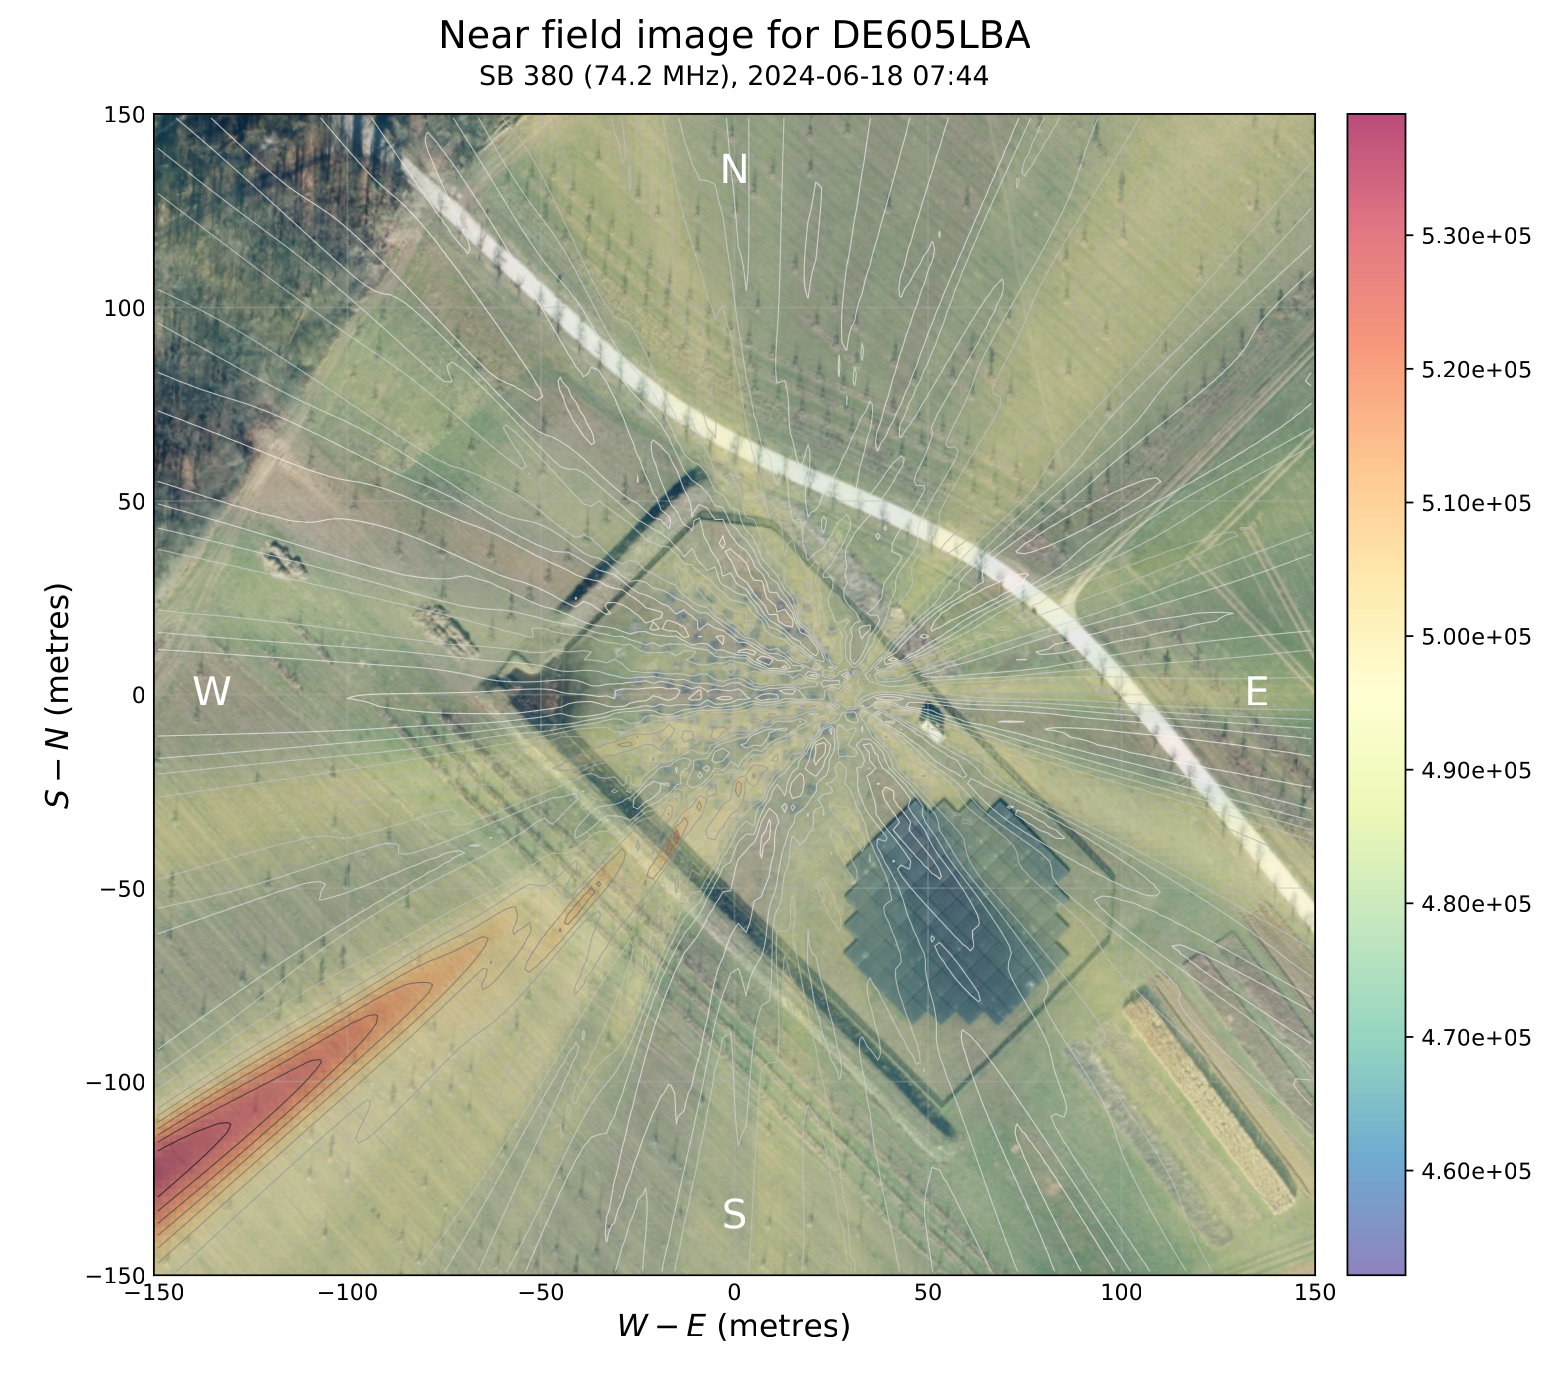 Near field image for DE605LBA
SB 380 (74.2 MHz), 2024-06-18 07:44
N
W
E
S
150
100
50
0
−50
−100
−150
−150
−100
−50
0
50
100
150
S − N (metres)
W − E (metres)
5.30e+05
5.20e+05
5.10e+05
5.00e+05
4.90e+05
4.80e+05
4.70e+05
4.60e+05